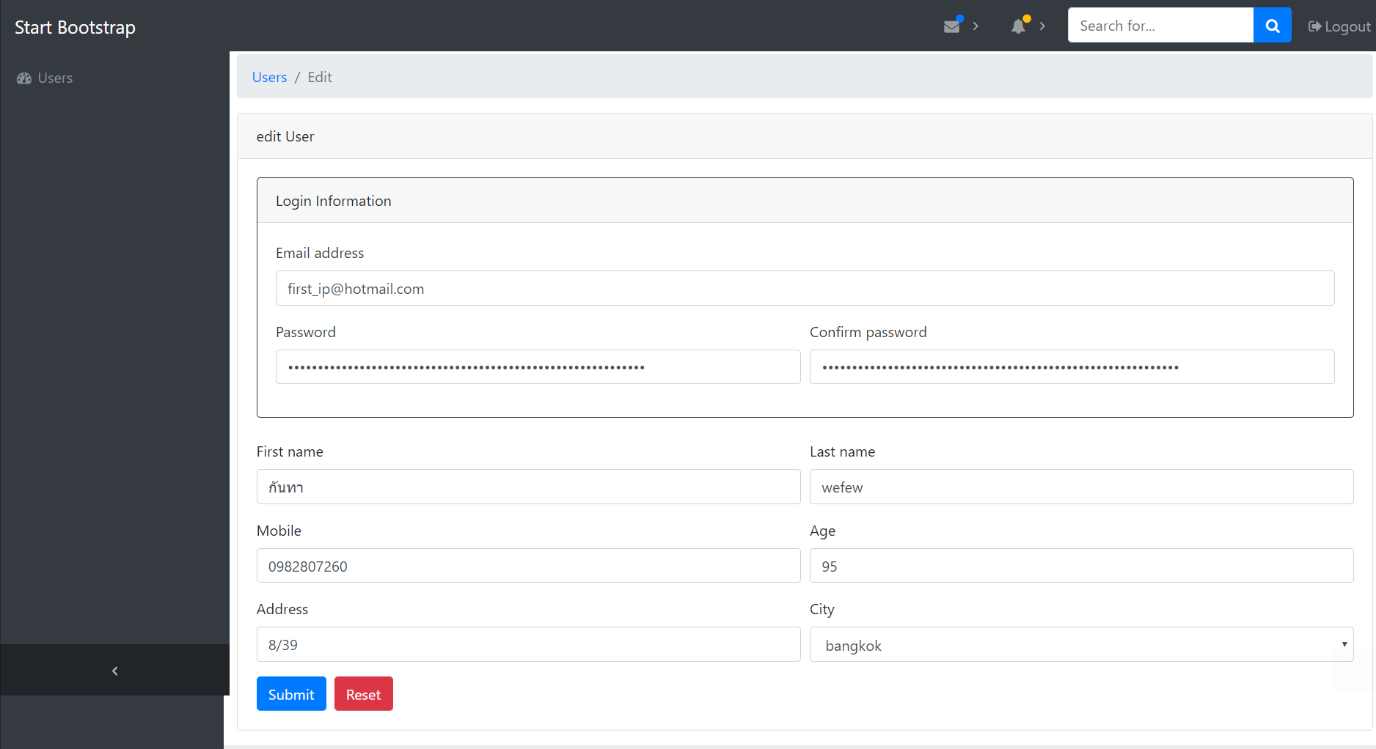 Start Bootstrap
Search for...
Logout
Users
Users / Edit
edit User
Login Information
Email address
first_ip@hotmail.com
Password Confirm password
First name Last name
กันทา wefew
Mobile Age
0982807260 95
Address City
8/39 bangkok
Submit Reset